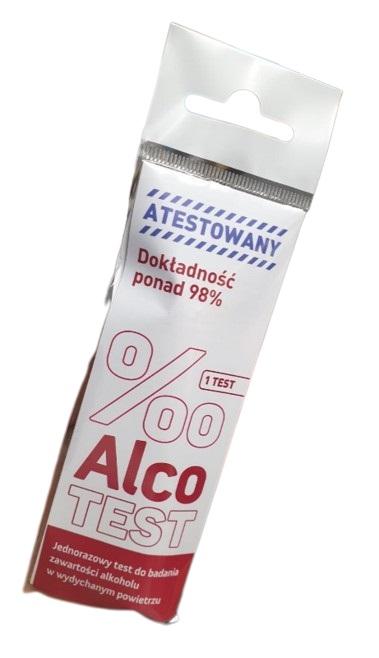 ATESTOWANY
Dokładność
ponad 98%
‰
1 TEST
Alco
TEST
Jednorazowy test do badania
zawartości alkoholu
w wydychanym powietrzu